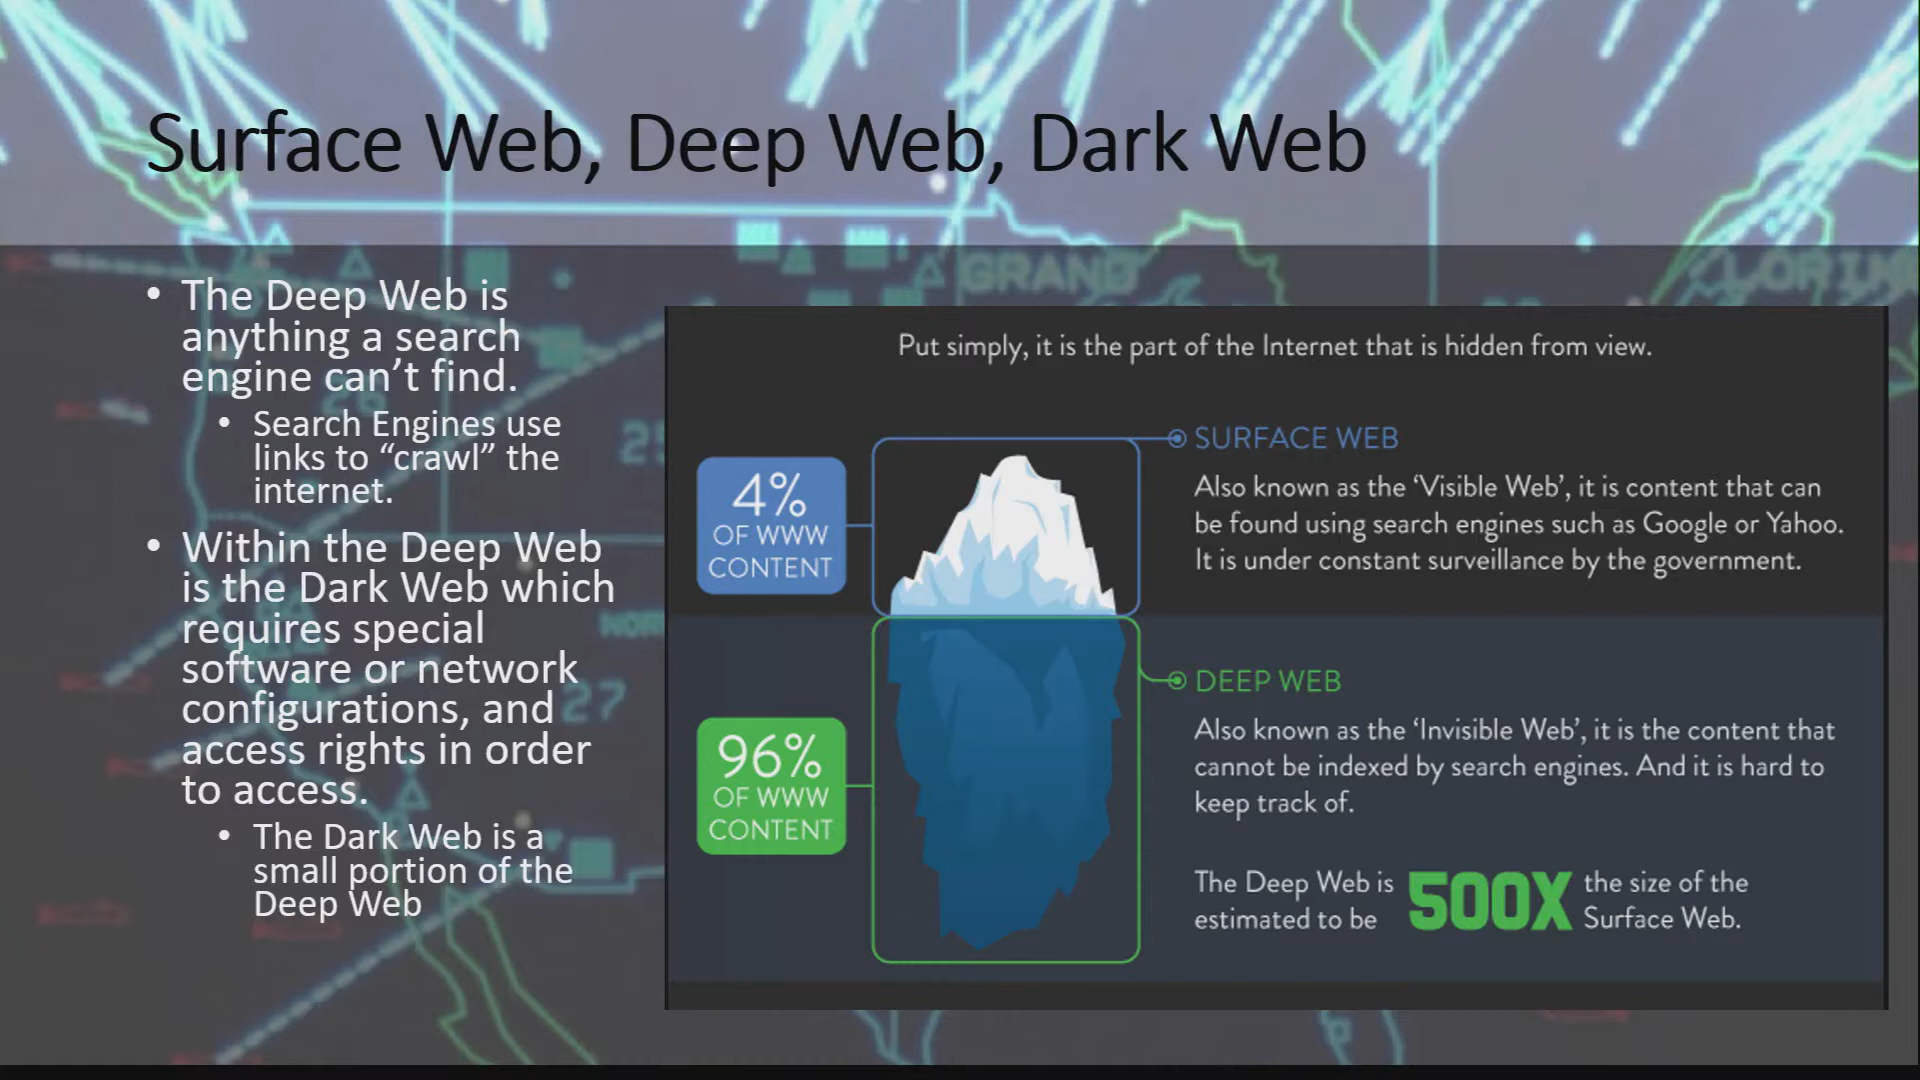 Surface Web, Deep Web, Dark Web
GRAND
LORIN
• The Deep Web is
anything a search
engine can’t find.
• Search Engines use
links to “crawl” the
internet.
• Within the Deep Web
is the Dark Web which
requires special
software or network
configurations, and
access rights in order
to access.
• The Dark Web is a
small portion of the
Deep Web
26
25
NOR
27
Put simply, it is the part of the Internet that is hidden from view.
4%
OF WWW
CONTENT
SURFACE WEB
Also known as the ‘Visible Web’, it is content that can
be found using search engines such as Google or Yahoo.
It is under constant surveillance by the government.
96%
OF WWW
CONTENT
DEEP WEB
Also known as the ‘Invisible Web’, it is the content that
cannot be indexed by search engines. And it is hard to
keep track of.
The Deep Web is
estimated to be
500X
the size of the
Surface Web.